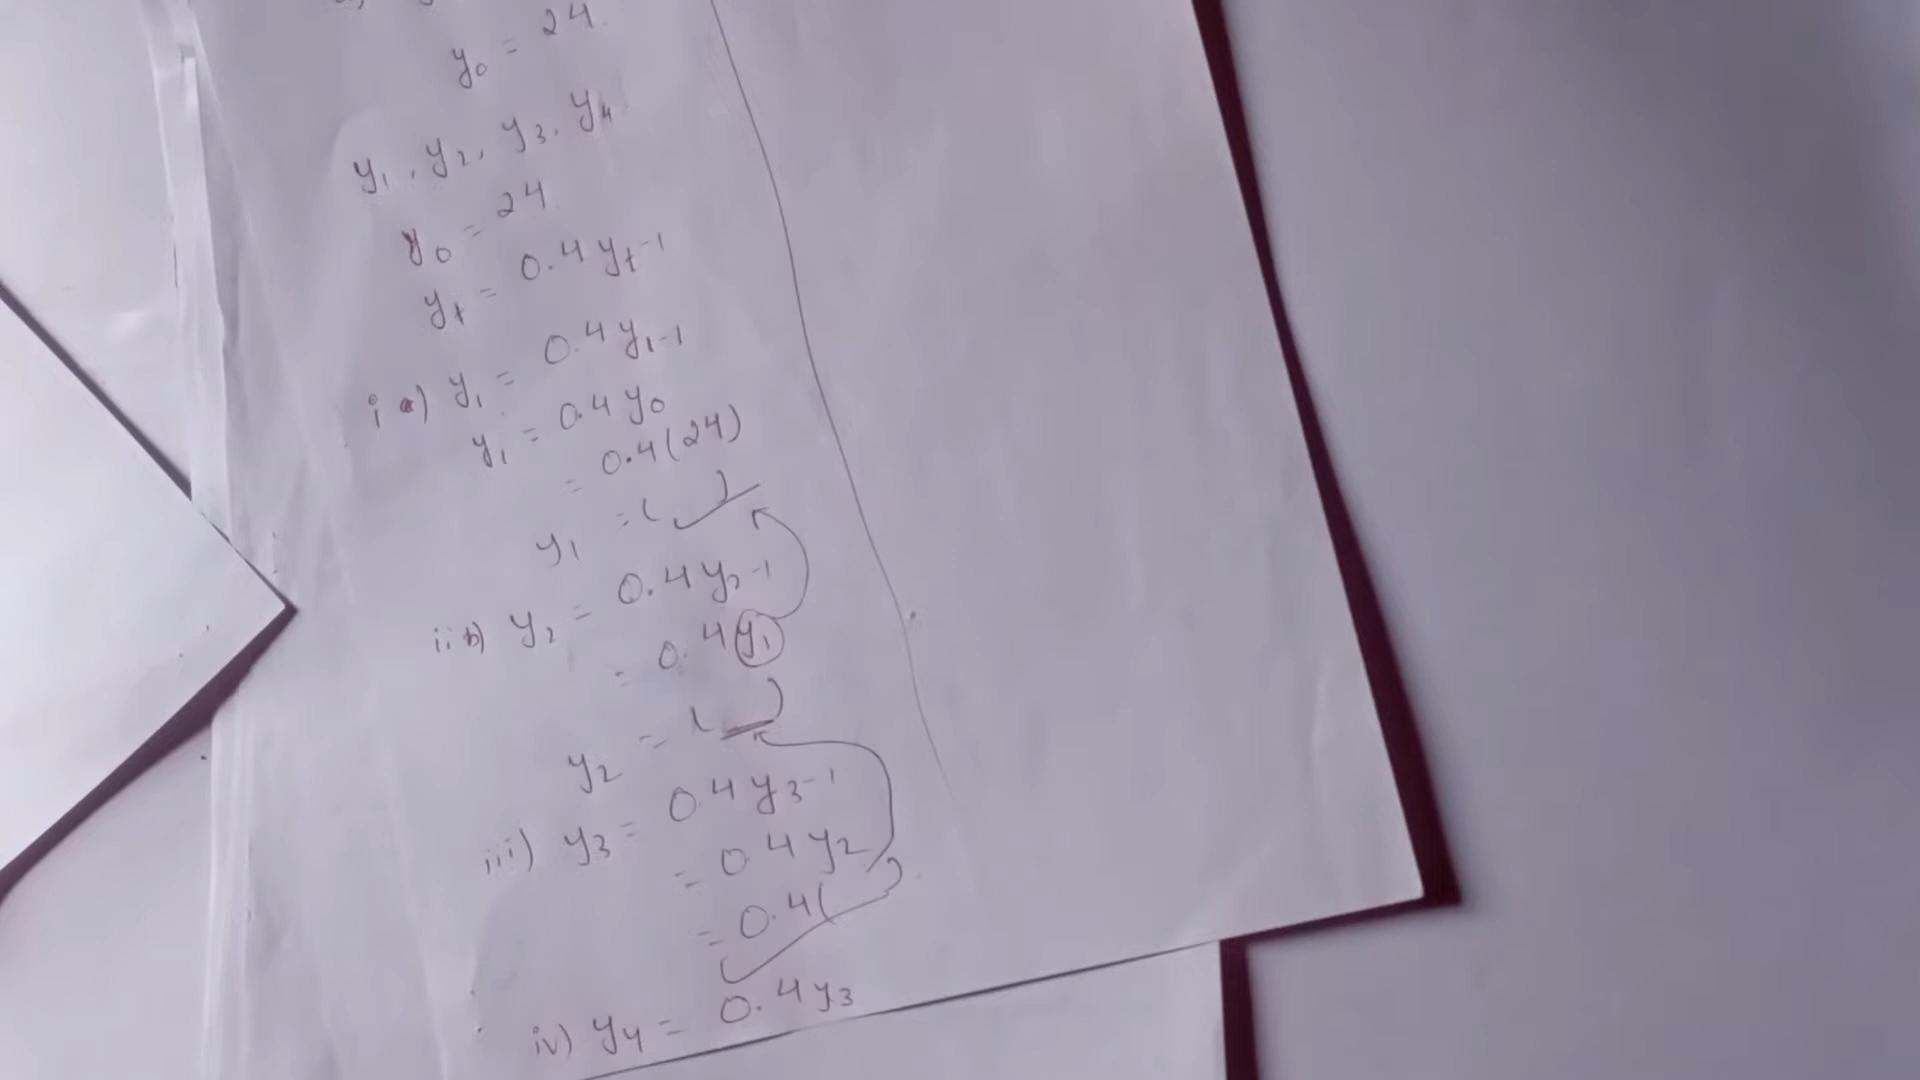 y₀ = 24
y₁, y₂, y₃, y₄
y₀ = 24
yₜ = 0.4 yₜ₋₁
i a) y₁ = 0.4 y₁₋₁
y₁ = 0.4 y₀
= 0.4(24)
y₁ = ( )
ii b) y₂ = 0.4 y₂₋₁
= 0.4 y₁
y₂ = ( )
iii) y₃ = 0.4 y₃₋₁
= 0.4 y₂
= 0.4( )
iv) y₄ = 0.4 y₃